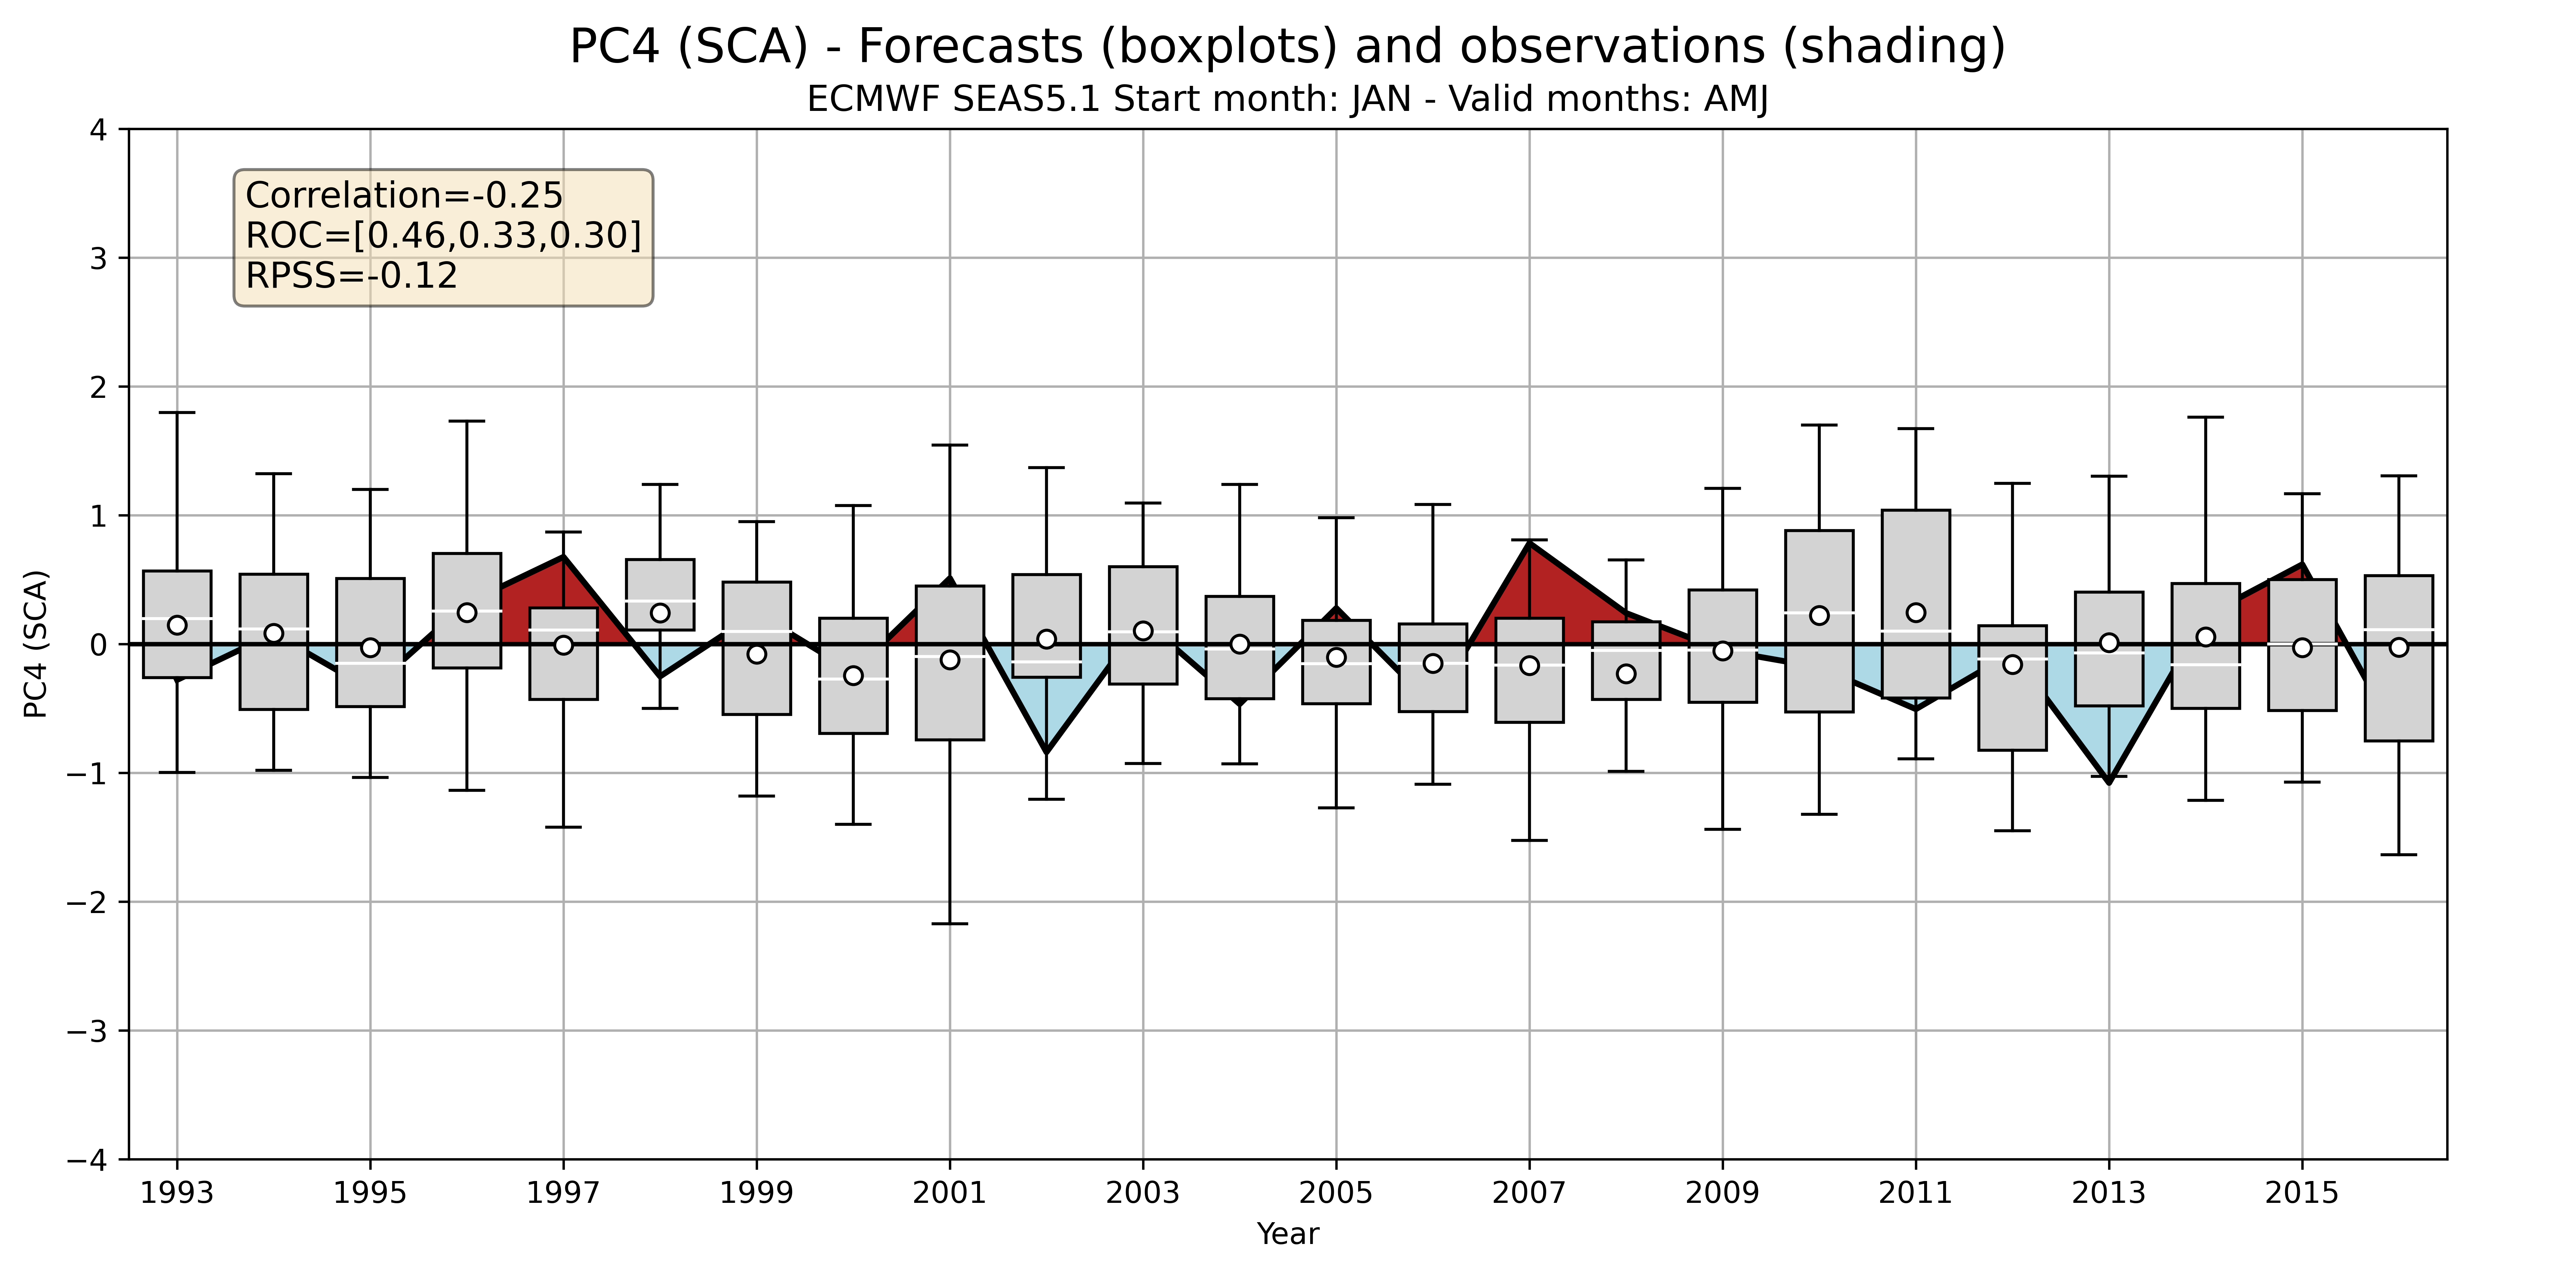 PC4 (SCA) - Forecasts (boxplots) and observations (shading)
ECMWF SEAS5.1 Start month: JAN - Valid months: AMJ
Correlation=-0.25
ROC=[0.46,0.33,0.30]
RPSS=-0.12
PC4 (SCA)
4
3
2
1
0
−1
−2
−3
−4
1993 1995 1997 1999 2001 2003 2005 2007 2009 2011 2013 2015
Year